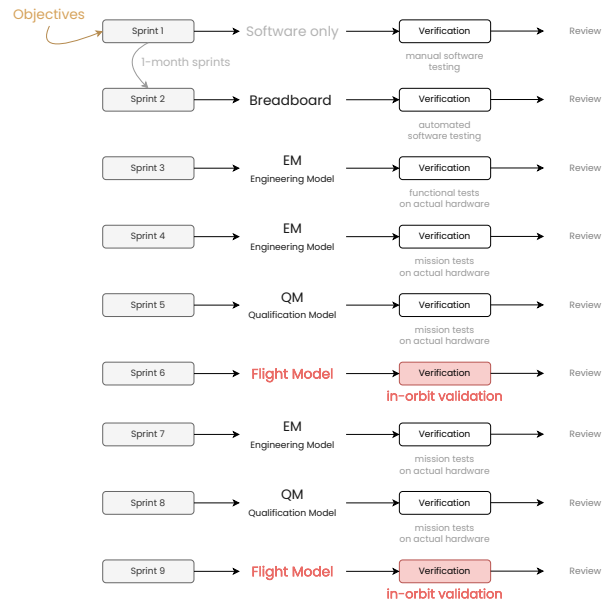 Objectives
Sprint 1
Software only
Verification
Review
manual software
testing
1-month sprints
Sprint 2
Breadboard
Verification
Review
automated
software testing
Sprint 3
EM
Engineering Model
Verification
Review
functional tests
on actual hardware
Sprint 4
EM
Engineering Model
Verification
Review
mission tests
on actual hardware
Sprint 5
QM
Qualification Model
Verification
Review
mission tests
on actual hardware
Sprint 6
Flight Model
Verification
Review
in-orbit validation
Sprint 7
EM
Engineering Model
Verification
Review
mission tests
on actual hardware
Sprint 8
QM
Qualification Model
Verification
Review
mission tests
on actual hardware
Sprint 9
Flight Model
Verification
Review
in-orbit validation